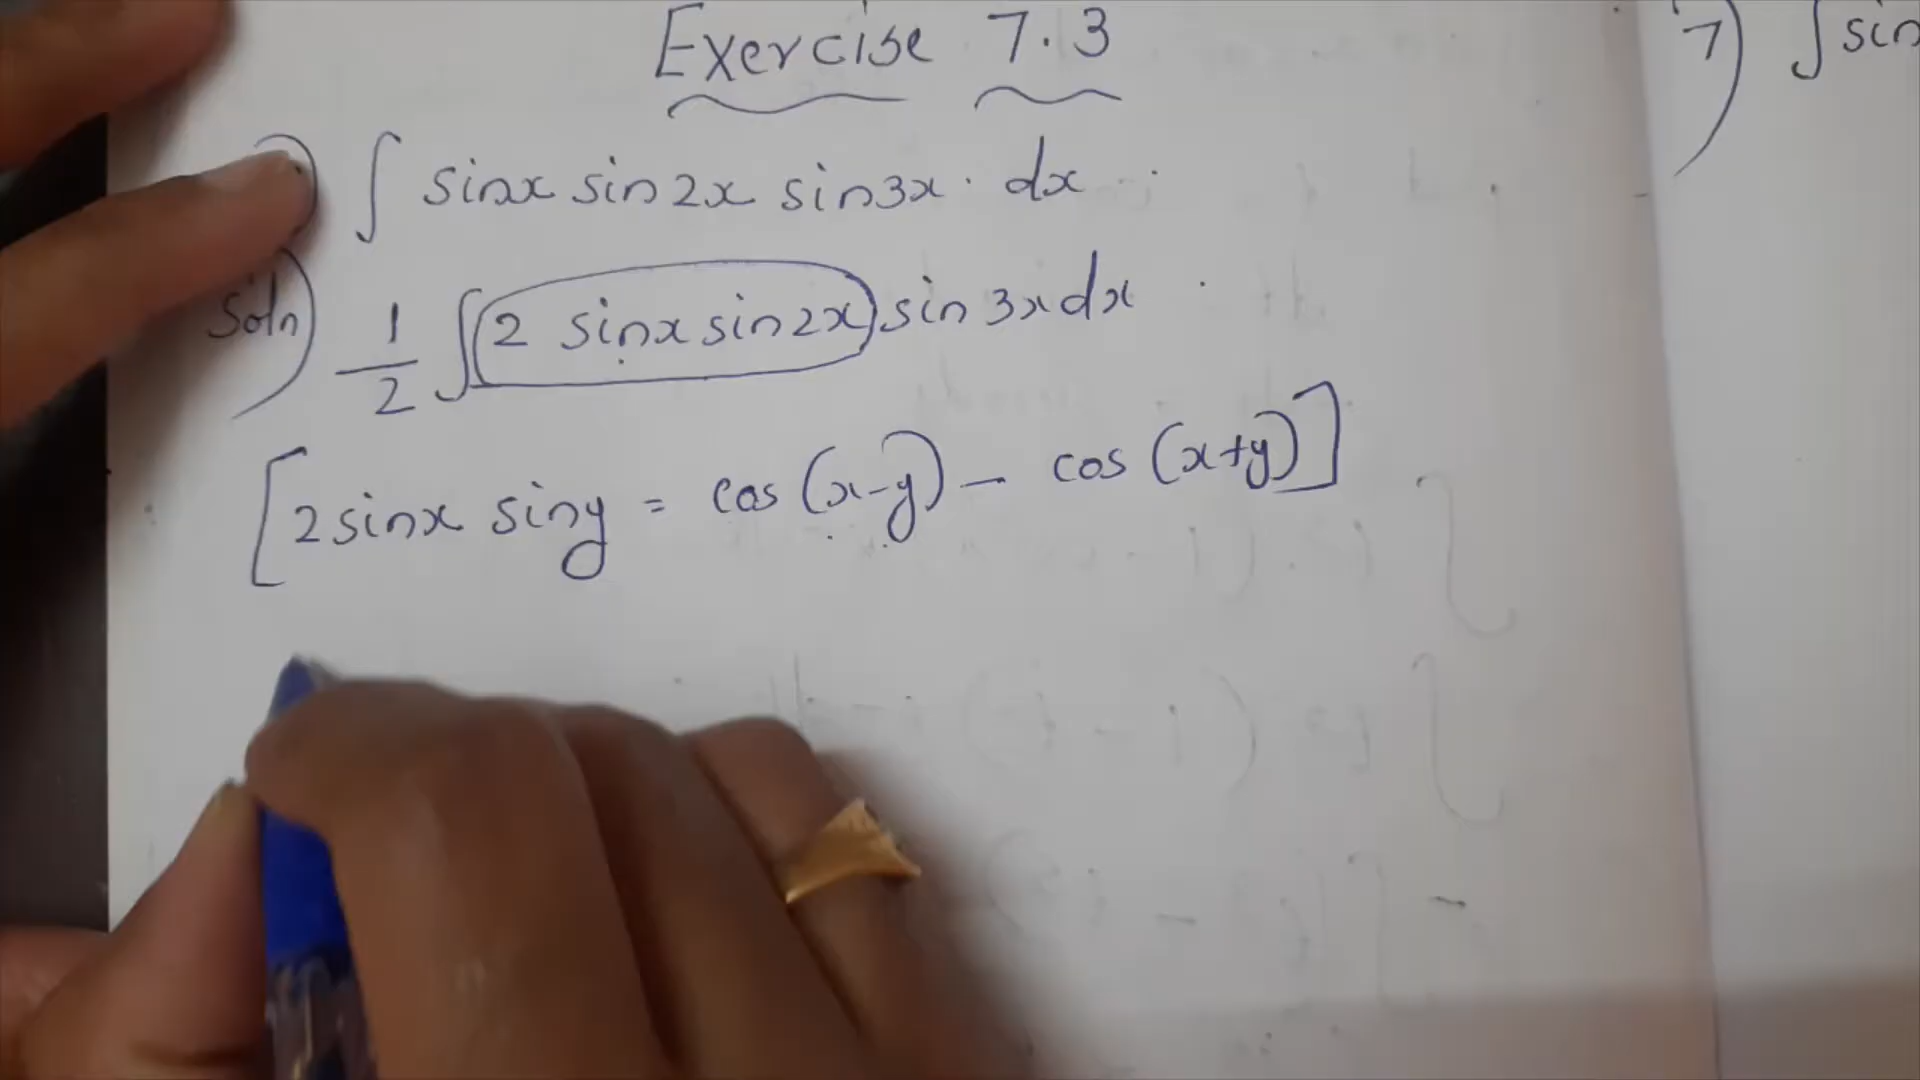 Exercise 7.3
∫ sinx sin2x sin3x · dx
Soln) 1/2 ∫(2 sinx sin2x) sin3x dx
[2sinx siny = cos(x-y) - cos(x+y)]
7) ∫ sin